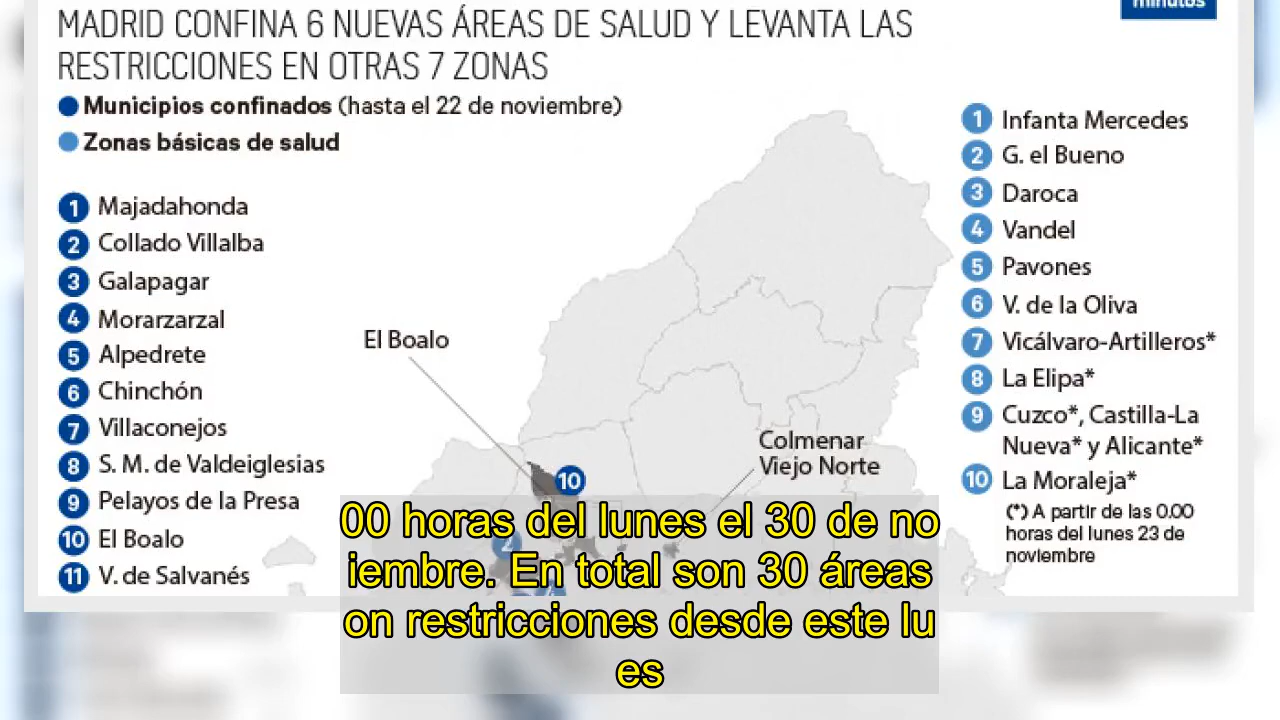 minutos
MADRID CONFINA 6 NUEVAS ÁREAS DE SALUD Y LEVANTA LAS
RESTRICCIONES EN OTRAS 7 ZONAS
Municipios confinados (hasta el 22 de noviembre)
Zonas básicas de salud
1 Majadahonda
2 Collado Villalba
3 Galapagar
4 Morarzarzal
5 Alpedrete
6 Chinchón
7 Villaconejos
8 S. M. de Valdeiglesias
9 Pelayos de la Presa
10 El Boalo
11 V. de Salvanés
El Boalo
10
Colmenar
Viejo Norte
4
1 Infanta Mercedes
2 G. el Bueno
3 Daroca
4 Vandel
5 Pavones
6 V. de la Oliva
7 Vicálvaro-Artilleros*
8 La Elipa*
9 Cuzco*, Castilla-La
Nueva* y Alicante*
10 La Moraleja*
(*) A partir de las 0.00
horas del lunes 23 de
noviembre
00 horas del lunes el 30 de no
iembre. En total son 30 áreas
on restricciones desde este lu
es